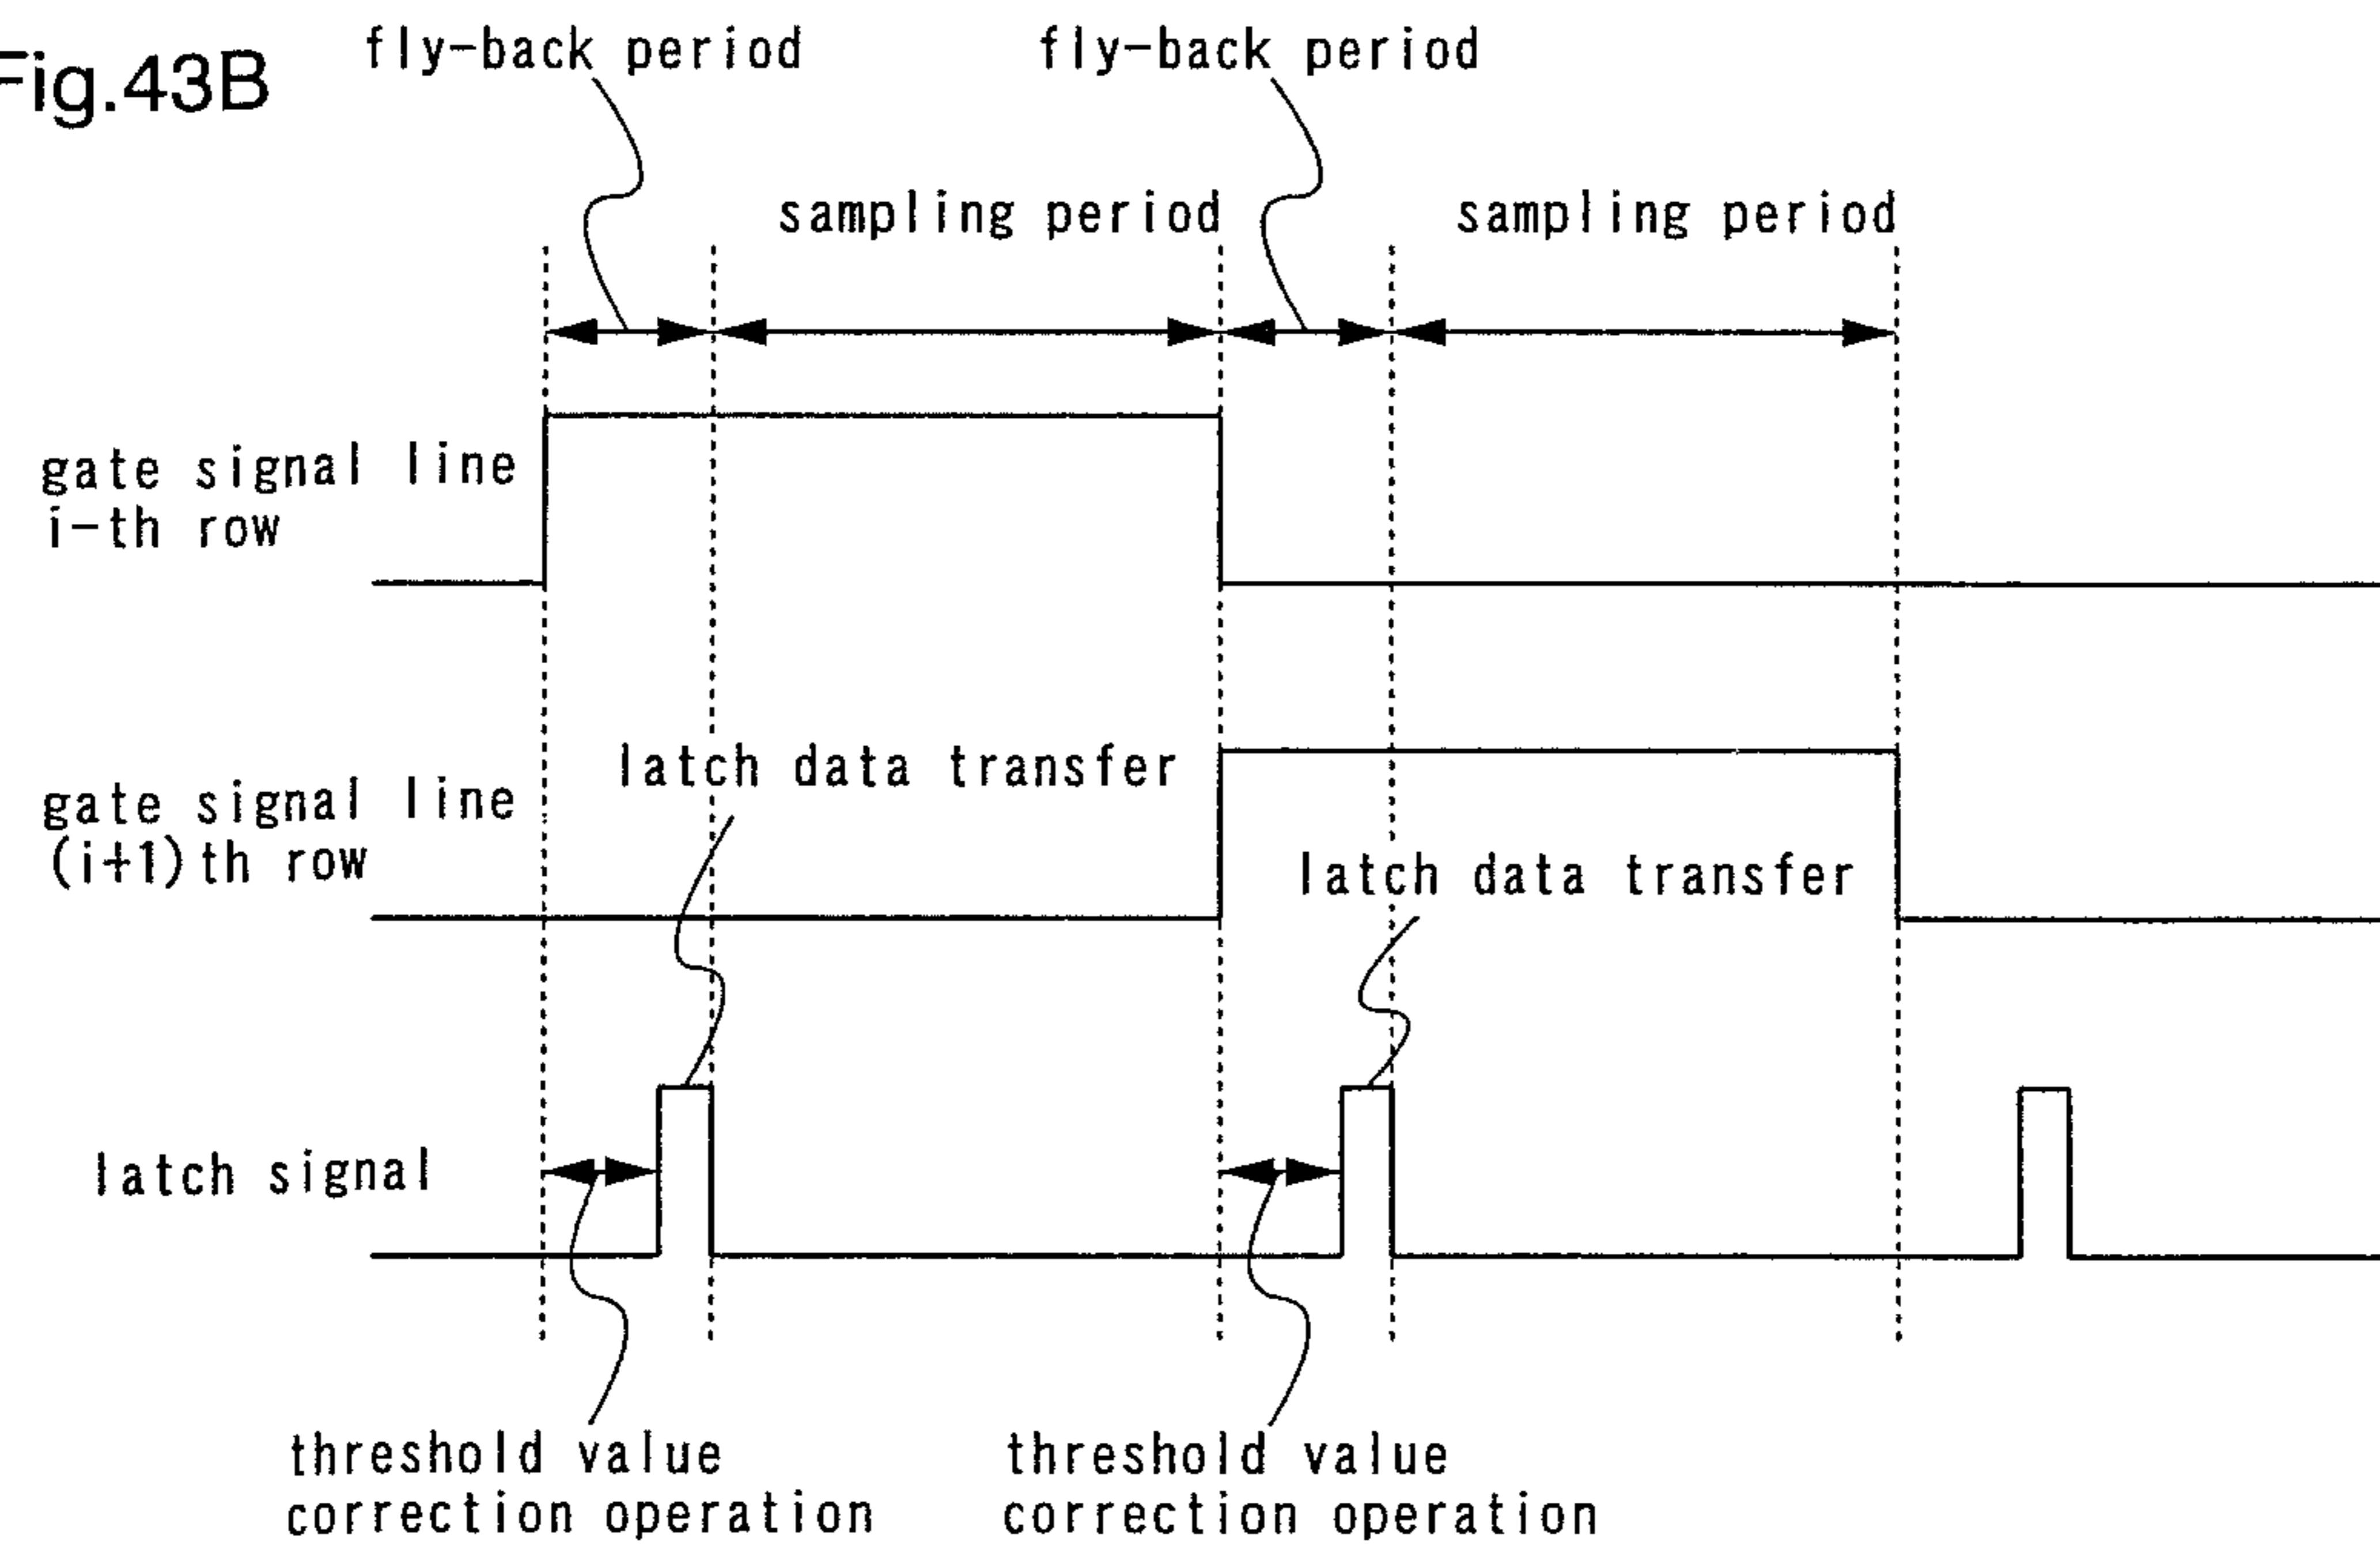 Fig.43B
fly-back period
fly-back period
sampling period
sampling period
gate signal line
i-th row
latch data transfer
gate signal line
(i+1)th row
latch data transfer
latch signal
threshold value
correction operation
threshold value
correction operation